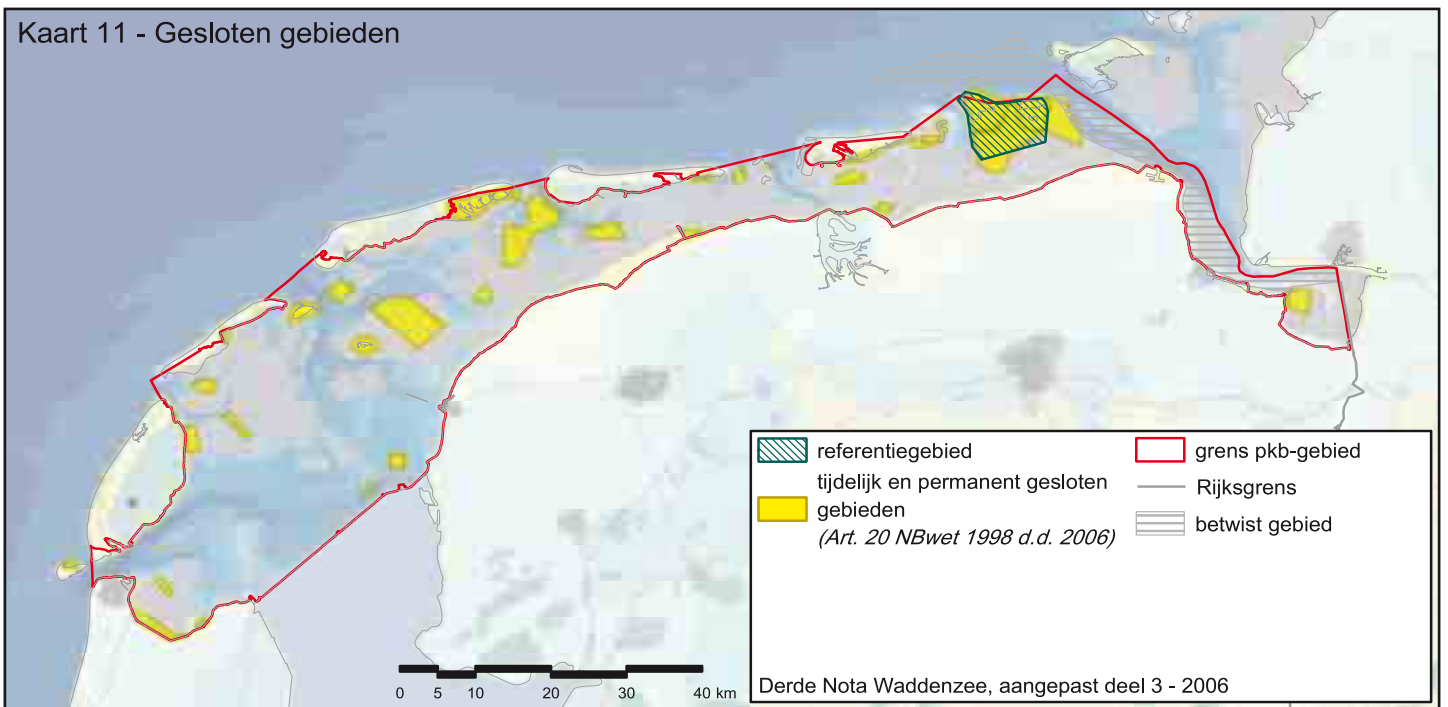 Kaart 11 - Gesloten gebieden
referentiegebied
tijdelijk en permanent gesloten
gebieden
(Art. 20 NBwet 1998 d.d. 2006)
grens pkb-gebied
Rijksgrens
betwist gebied
0 5 10 20 30 40 km
Derde Nota Waddenzee, aangepast deel 3 - 2006